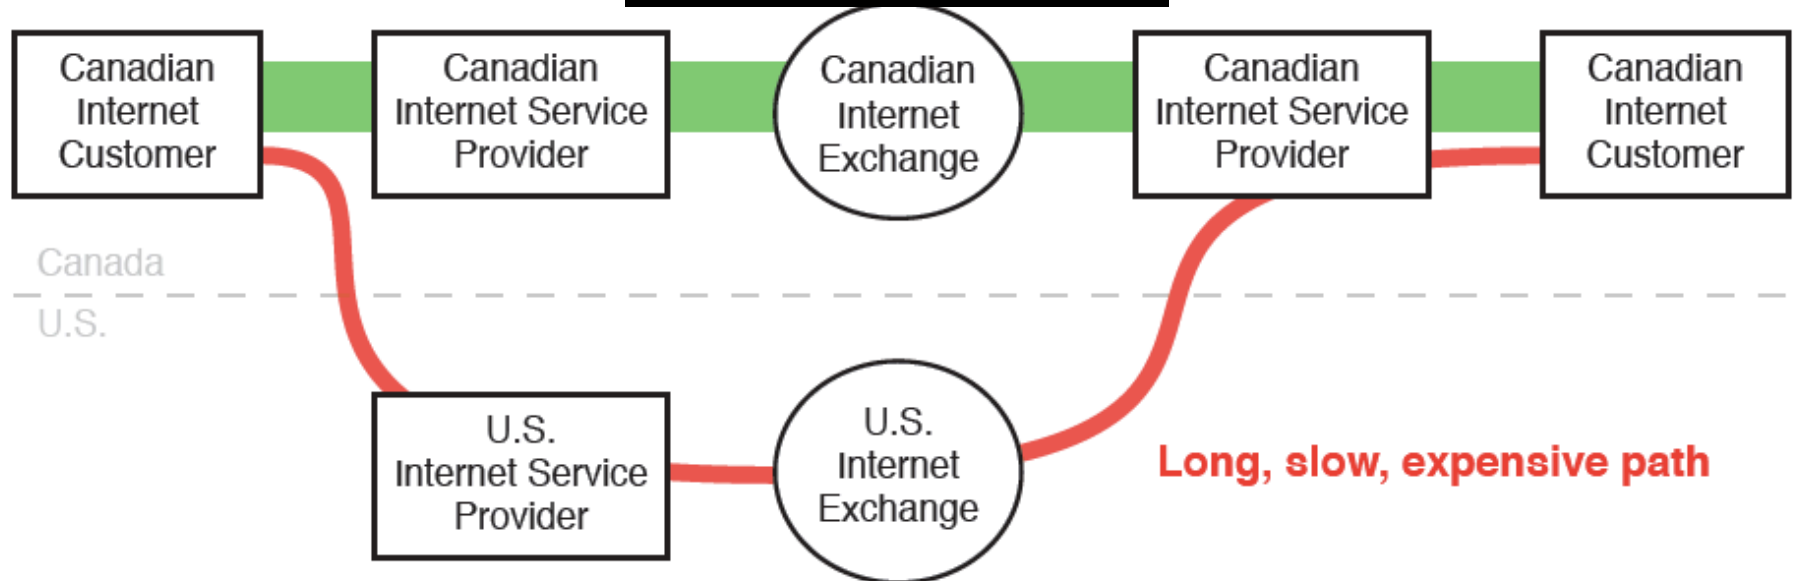 Canadian
Internet
Customer
Canadian
Internet Service
Provider
Canadian
Internet
Exchange
Canadian
Internet Service
Provider
Canadian
Internet
Customer
Canada
U.S.
U.S.
Internet Service
Provider
U.S.
Internet
Exchange
Long, slow, expensive path